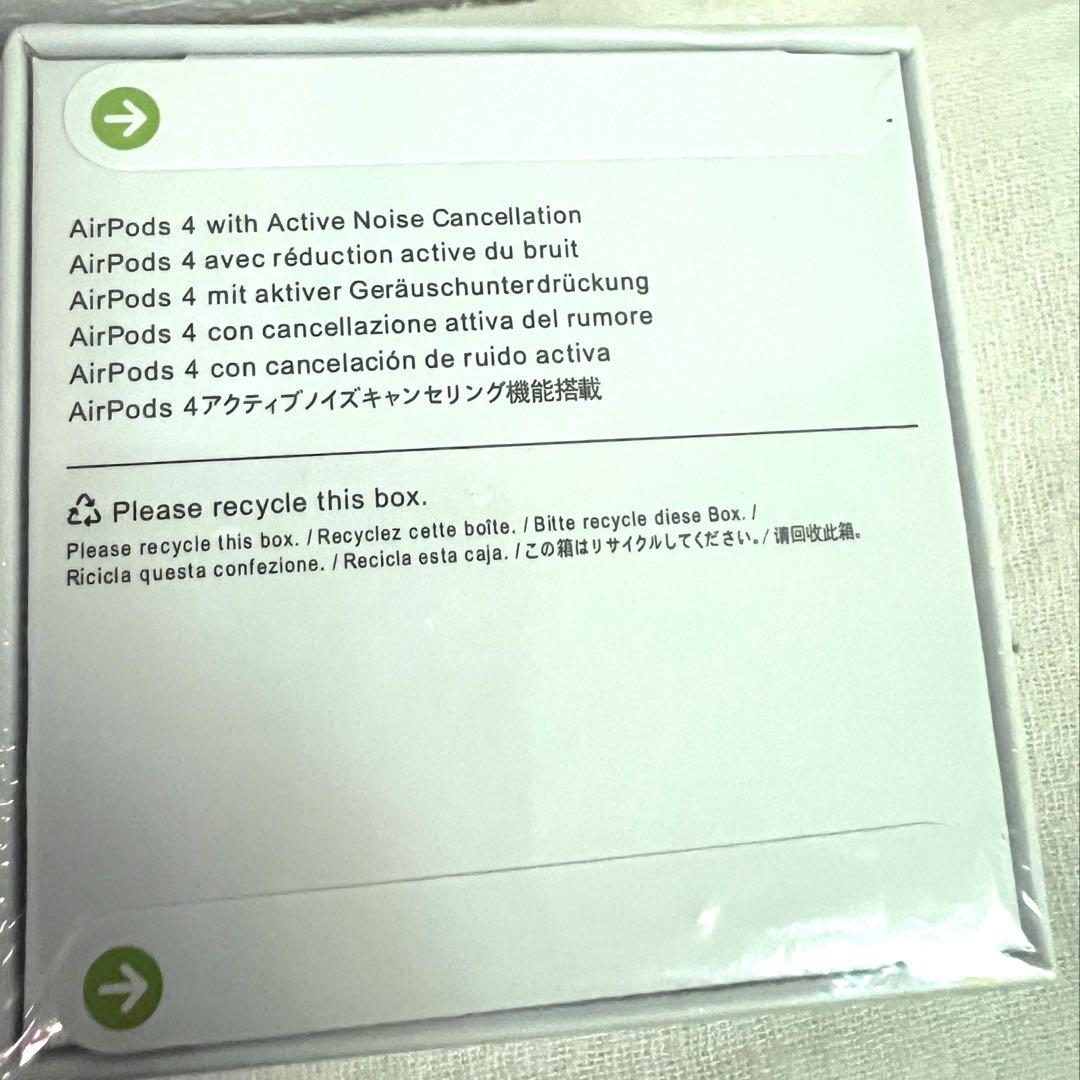 AirPods 4 with Active Noise Cancellation
AirPods 4 avec réduction active du bruit
AirPods 4 mit aktiver Geräuschunterdrückung
AirPods 4 con cancellazione attiva del rumore
AirPods 4 con cancelación de ruido activa
AirPods 4アクティブノイズキャンセリング機能搭載
Please recycle this box.
Please recycle this box. / Recyclez cette boîte. / Bitte recycle diese Box. /
Ricicla questa confezione. / Recicla esta caja. / この箱はリサイクルしてください。/ 请回收此箱。